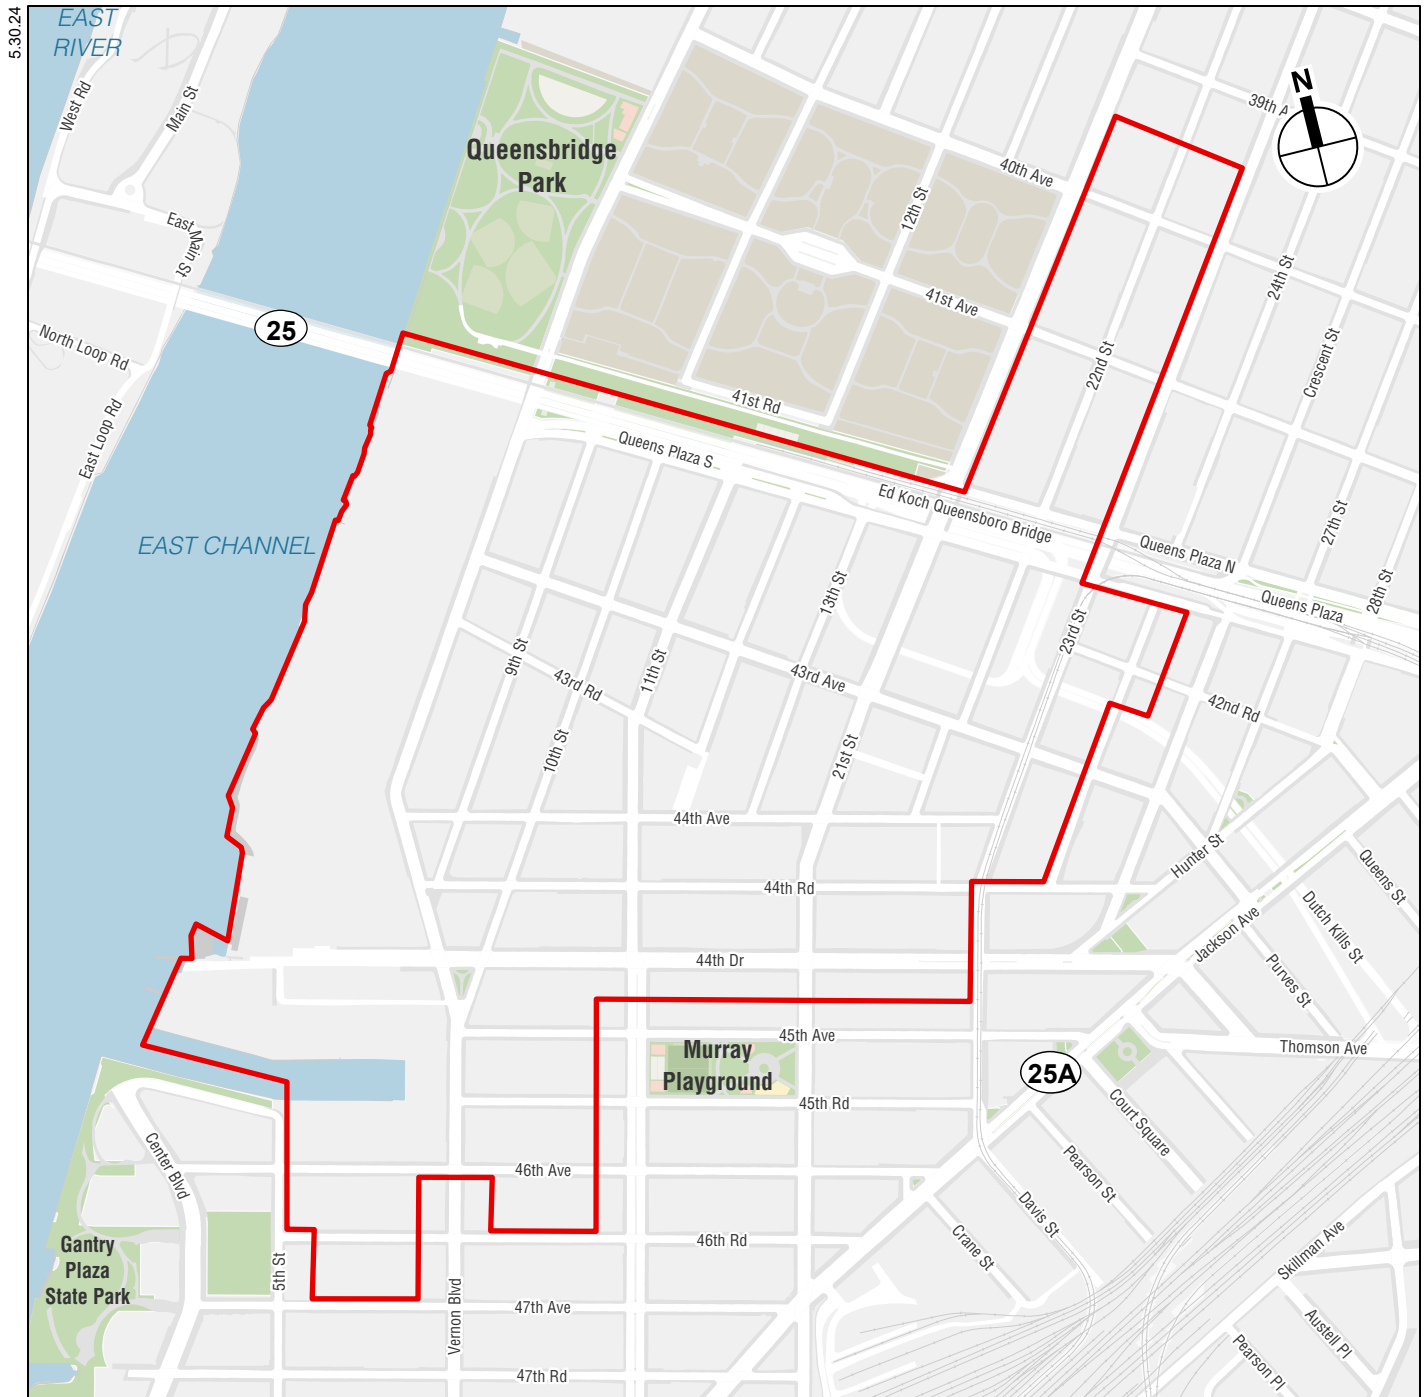 5.30.24
EAST
RIVER
West Rd
Main St
East Main St
North Loop Rd
East Loop Rd
25
EAST CHANNEL
Queensbridge
Park
12th St
40th Ave
39th A
N
41st Ave
24th St
Crescent St
22nd St
41st Rd
Queens Plaza S
Ed Koch Queensboro Bridge
Queens Plaza N
Queens Plaza
27th St
28th St
13th St
23rd St
9th St
43rd Rd
11th St
43rd Ave
42nd Rd
10th St
21st St
44th Ave
Hunter St
Queens St
44th Rd
Dutch Kills St
Jackson Ave
44th Dr
Purves St
45th Ave
Thomson Ave
Murray
Playground
25A
45th Rd
Court Square
Center Blvd
46th Ave
Pearson St
Davis St
Gantry
Plaza
State Park
5th St
46th Rd
Crane St
Skillman Ave
Vernon Blvd
47th Ave
Austell Pl
47th Rd
Pearson Pl